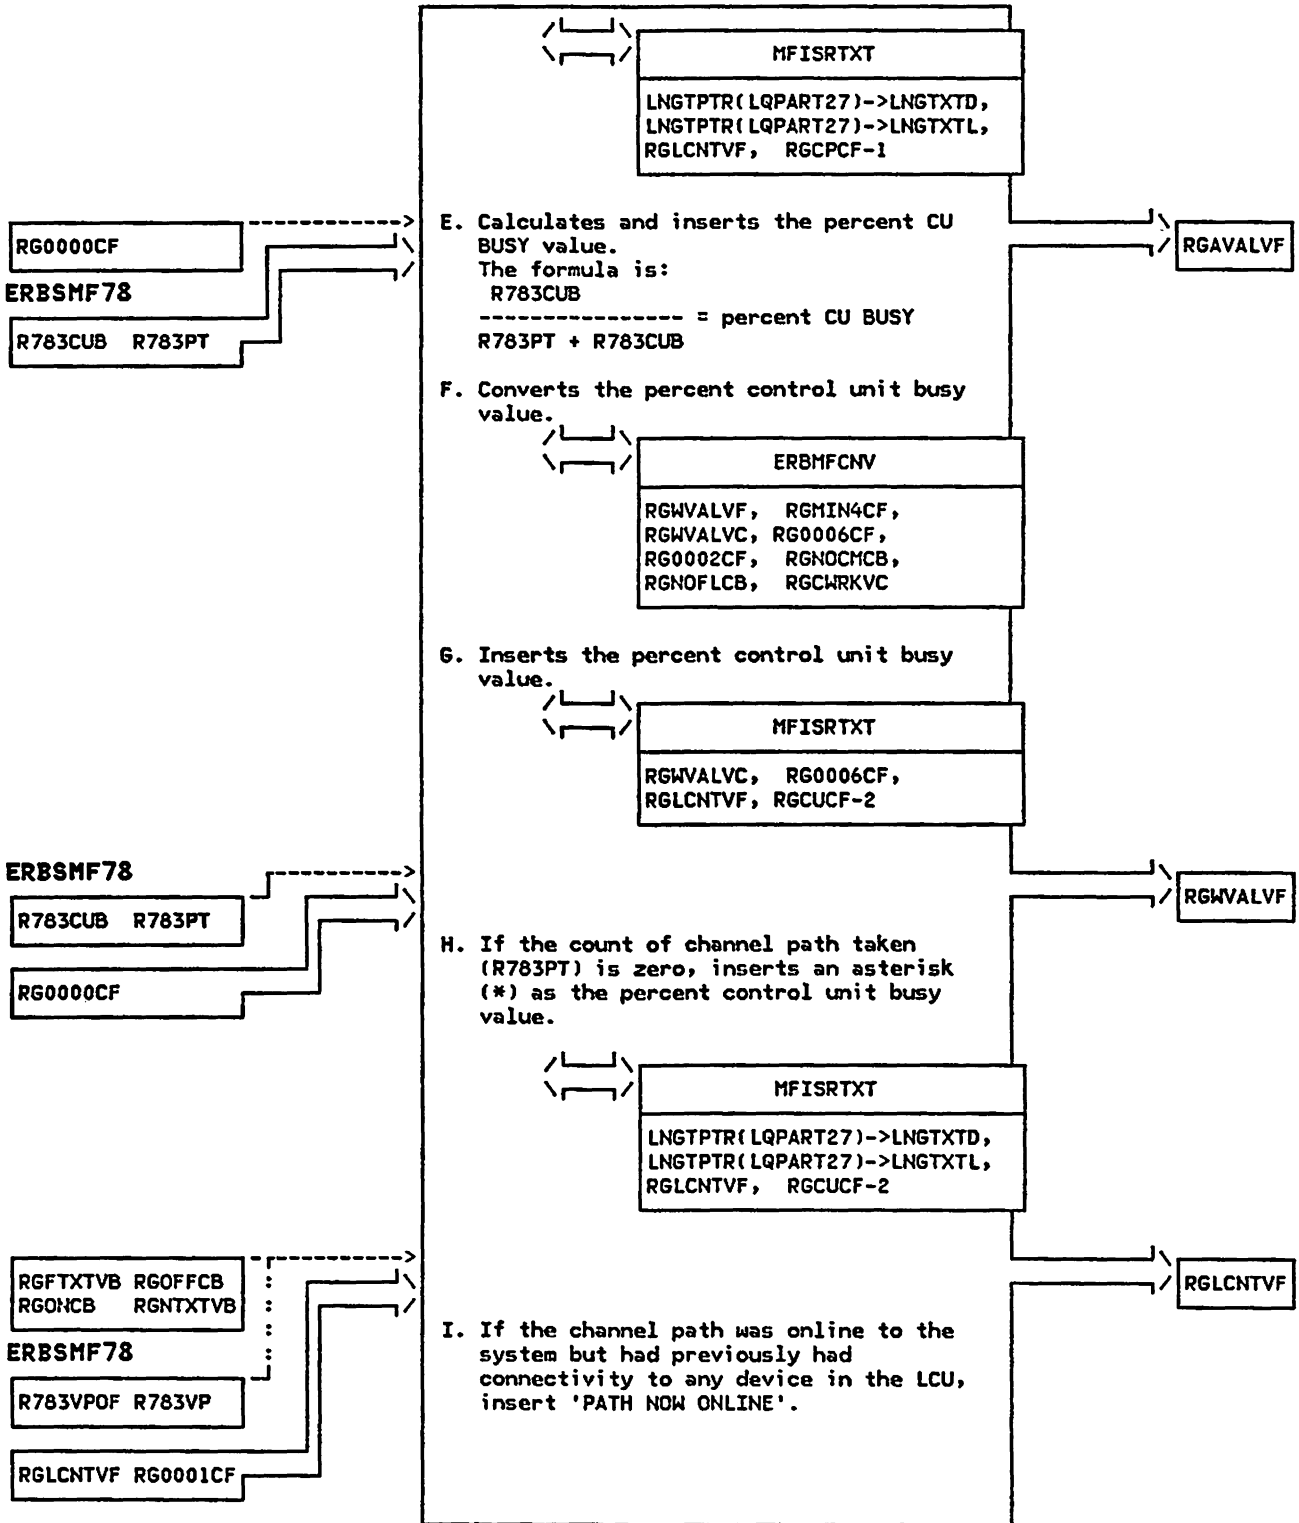 MFISRTXT
LNGTPTR(LQPART27)->LNGTXTD,
LNGTPTR(LQPART27)->LNGTXTL,
RGLCNTVF, RGCPCF-1
RG0000CF
ERBSMF78
R783CUB R783PT
E. Calculates and inserts the percent CU
BUSY value.
The formula is:
R783CUB
---------------- = percent CU BUSY
R783PT + R783CUB
RGAVALVF
F. Converts the percent control unit busy
value.
ERBMFCNV
RGWVALVF, RGMIN4CF,
RGWVALVC, RG0006CF,
RG0002CF, RGNOCMCB,
RGNOFLCB, RGCWRKVC
G. Inserts the percent control unit busy
value.
MFISRTXT
RGWVALVC, RG0006CF,
RGLCNTVF, RGCUCF-2
ERBSMF78
R783CUB R783PT
RG0000CF
RGWVALVF
H. If the count of channel path taken
(R783PT) is zero, inserts an asterisk
(*) as the percent control unit busy
value.
MFISRTXT
LNGTPTR(LQPART27)->LNGTXTD,
LNGTPTR(LQPART27)->LNGTXTL,
RGLCNTVF, RGCUCF-2
RGFTXTVB RGOFFCB
RGONCB RGNTXTVB
ERBSMF78
R783VPOF R783VP
RGLCNTVF RG0001CF
RGLCNTVF
I. If the channel path was online to the
system but had previously had
connectivity to any device in the LCU,
insert 'PATH NOW ONLINE'.